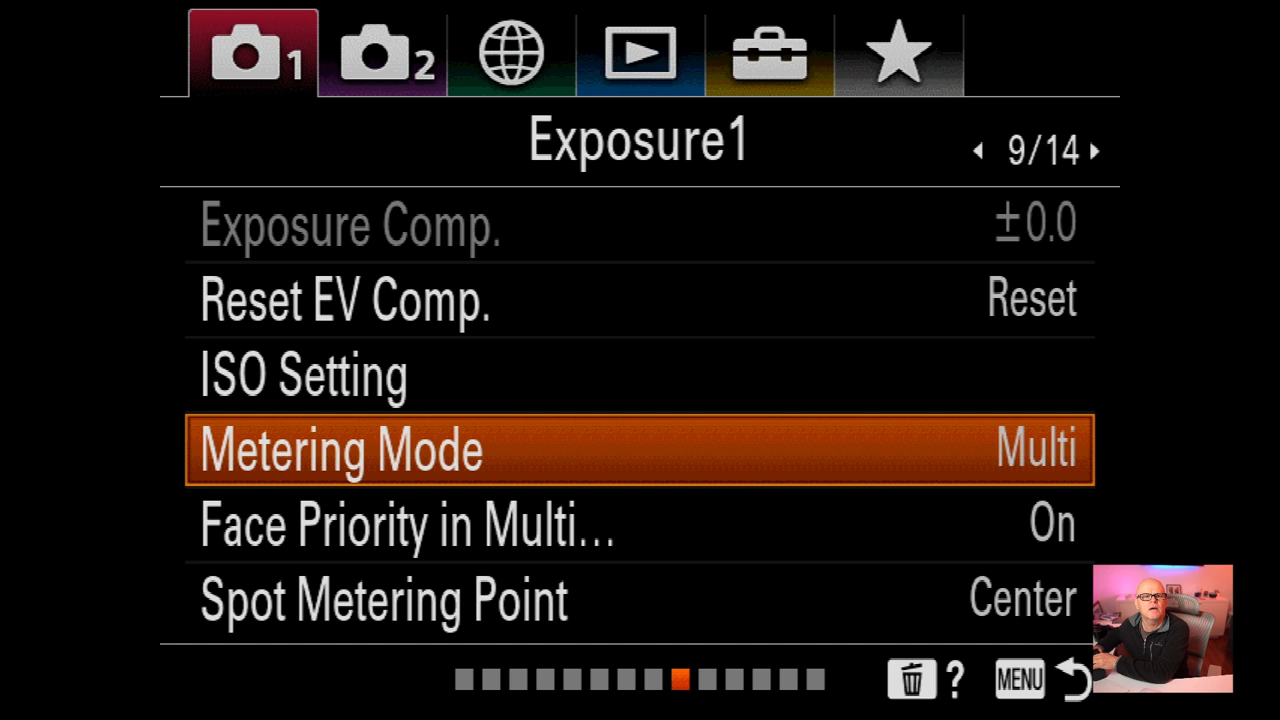 1 2
Exposure1 9/14
Exposure Comp. ±0.0
Reset EV Comp. Reset
ISO Setting
Metering Mode Multi
Face Priority in Multi... On
Spot Metering Point Center
? MENU